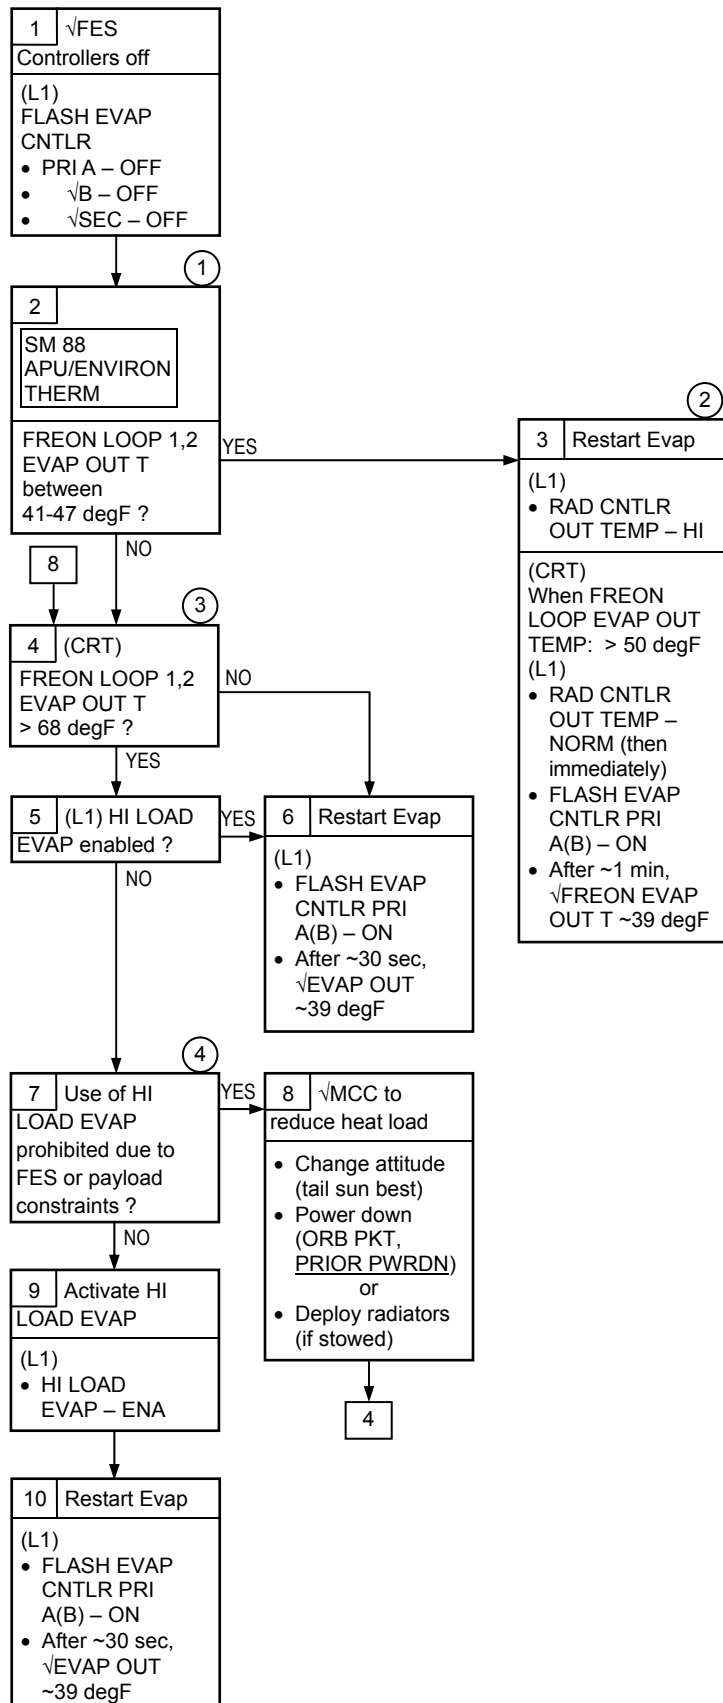 1 √FES
Controllers off
(L1)
FLASH EVAP
CNTLR
• PRI A – OFF
• √B – OFF
• √SEC – OFF
1
2
SM 88
APU/ENVIRON
THERM
FREON LOOP 1,2
EVAP OUT T
between
41-47 degF ?
YES
NO
2
3 Restart Evap
(L1)
• RAD CNTLR
OUT TEMP – HI
(CRT)
When FREON
LOOP EVAP OUT
TEMP: > 50 degF
(L1)
• RAD CNTLR
OUT TEMP –
NORM (then
immediately)
• FLASH EVAP
CNTLR PRI
A(B) – ON
• After ~1 min,
√FREON EVAP
OUT T ~39 degF
8
3
4 (CRT)
FREON LOOP 1,2
EVAP OUT T
> 68 degF ?
NO
YES
5 (L1) HI LOAD
EVAP enabled ?
YES
NO
6 Restart Evap
(L1)
• FLASH EVAP
CNTLR PRI
A(B) – ON
• After ~30 sec,
√EVAP OUT
~39 degF
4
7 Use of HI
LOAD EVAP
prohibited due to
FES or payload
constraints ?
YES
NO
8 √MCC to
reduce heat load
• Change attitude
(tail sun best)
• Power down
(ORB PKT,
PRIOR PWRDN)
or
• Deploy radiators
(if stowed)
4
9 Activate HI
LOAD EVAP
(L1)
• HI LOAD
EVAP – ENA
10 Restart Evap
(L1)
• FLASH EVAP
CNTLR PRI
A(B) – ON
• After ~30 sec,
√EVAP OUT
~39 degF